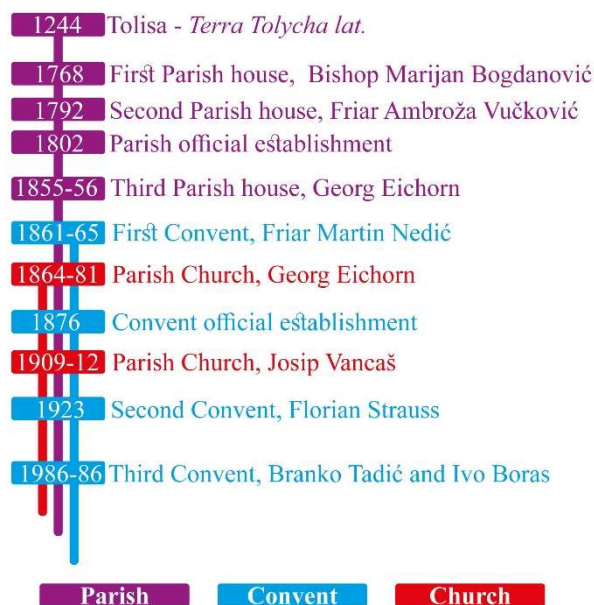 1244 Tolisa - Terra Tolycha lat.
1768 First Parish house, Bishop Marijan Bogdanović
1792 Second Parish house, Friar Ambroža Vučković
1802 Parish official establishment
1855-56 Third Parish house, Georg Eichorn
1861-65 First Convent, Friar Martin Nedić
1864-81 Parish Church, Georg Eichorn
1876 Convent official establishment
1909-12 Parish Church, Josip Vancaš
1923 Second Convent, Florian Strauss
1986-86 Third Convent, Branko Tadić and Ivo Boras
Parish Convent Church